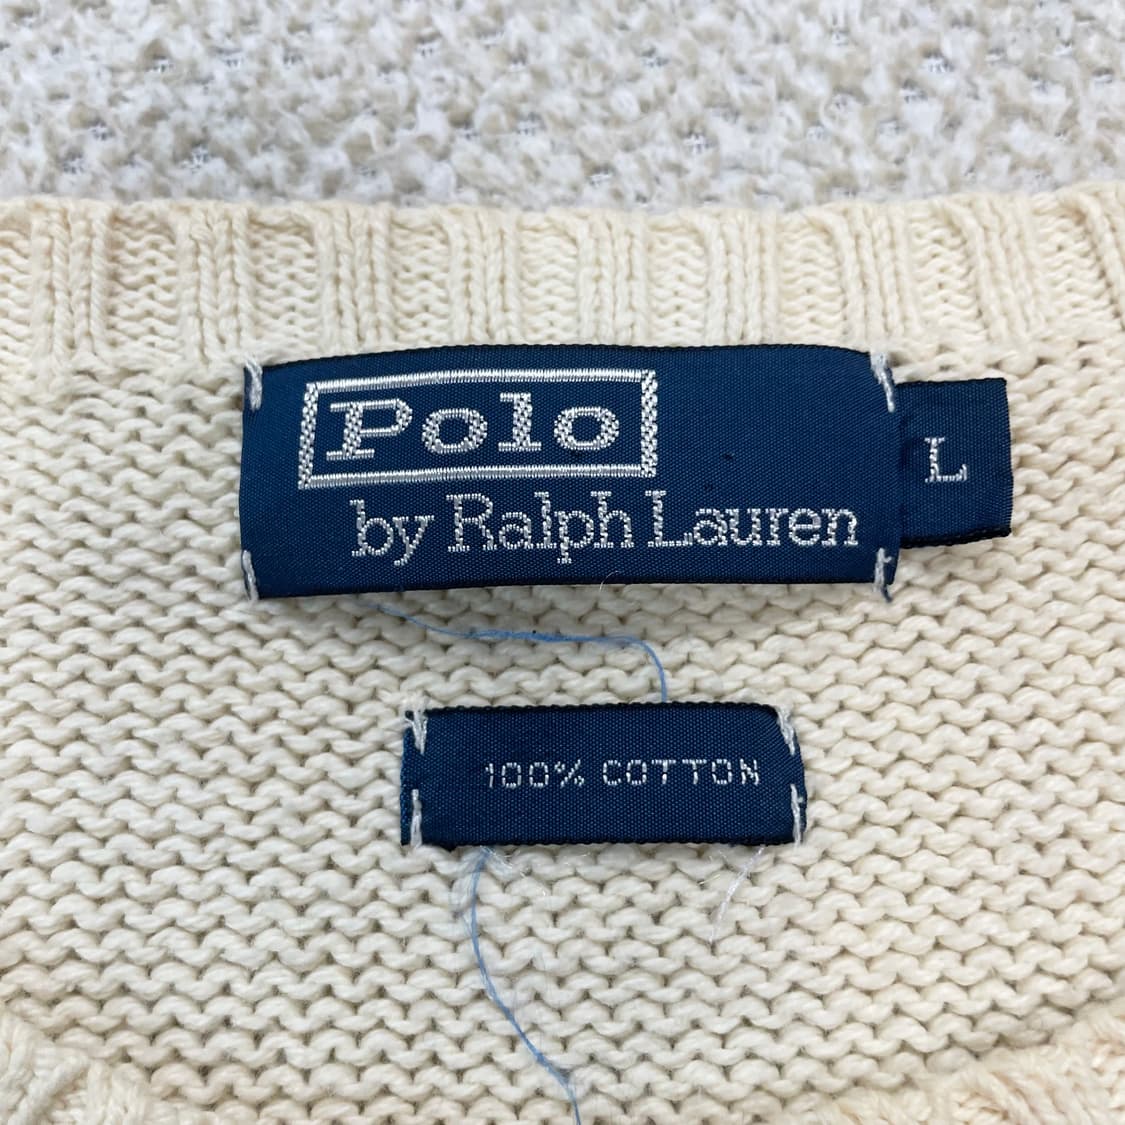 Polo
by Ralph Lauren
L
100% COTTON